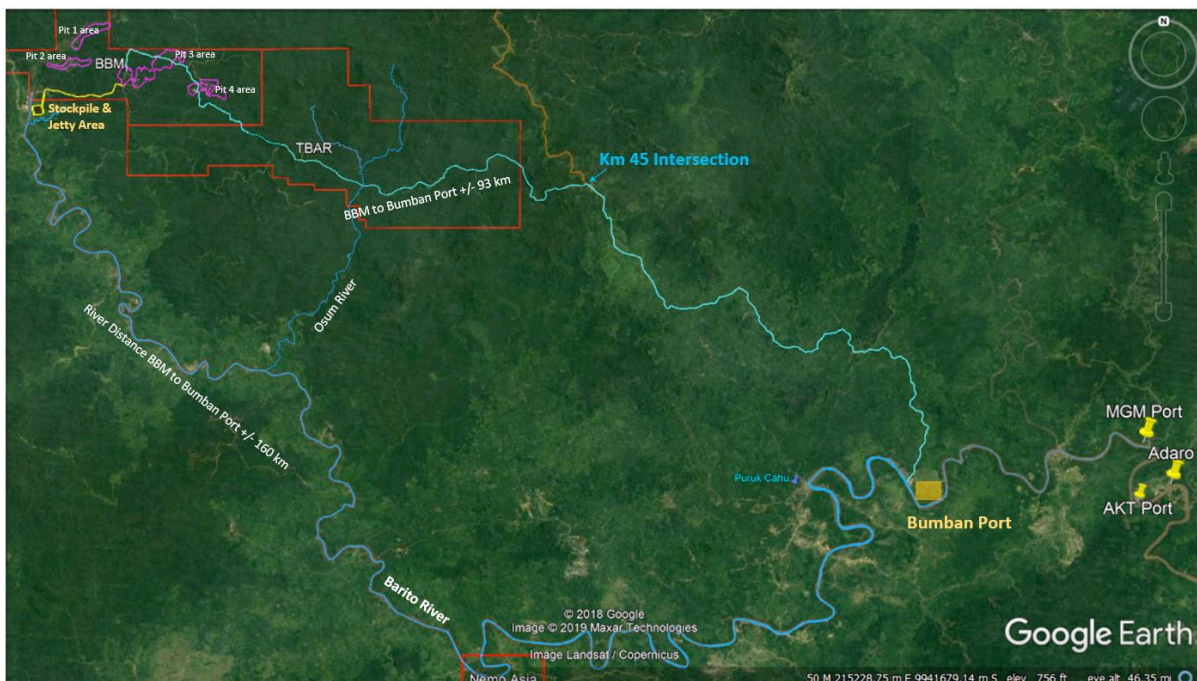 N
Pit 1 area
Pit 2 area
BBM
Pit 3 area
Pit 4 area
Stockpile &
Jetty Area
TBAR
Km 45 Intersection
BBM to Bumban Port +/- 93 km
Osum River
River Distance BBM to Bumban Port +/- 160 km
MGM Port
Adaro
AKT Port
Puruk Cahu
Bumban Port
Barito River
© 2018 Google
Image © 2019 Maxar Technologies
Image Landsat / Copernicus
Google Earth
Nemo Asia
50 M 215228.75 m E 9941679.14 m S elev 756 ft eye alt 46.35 mi